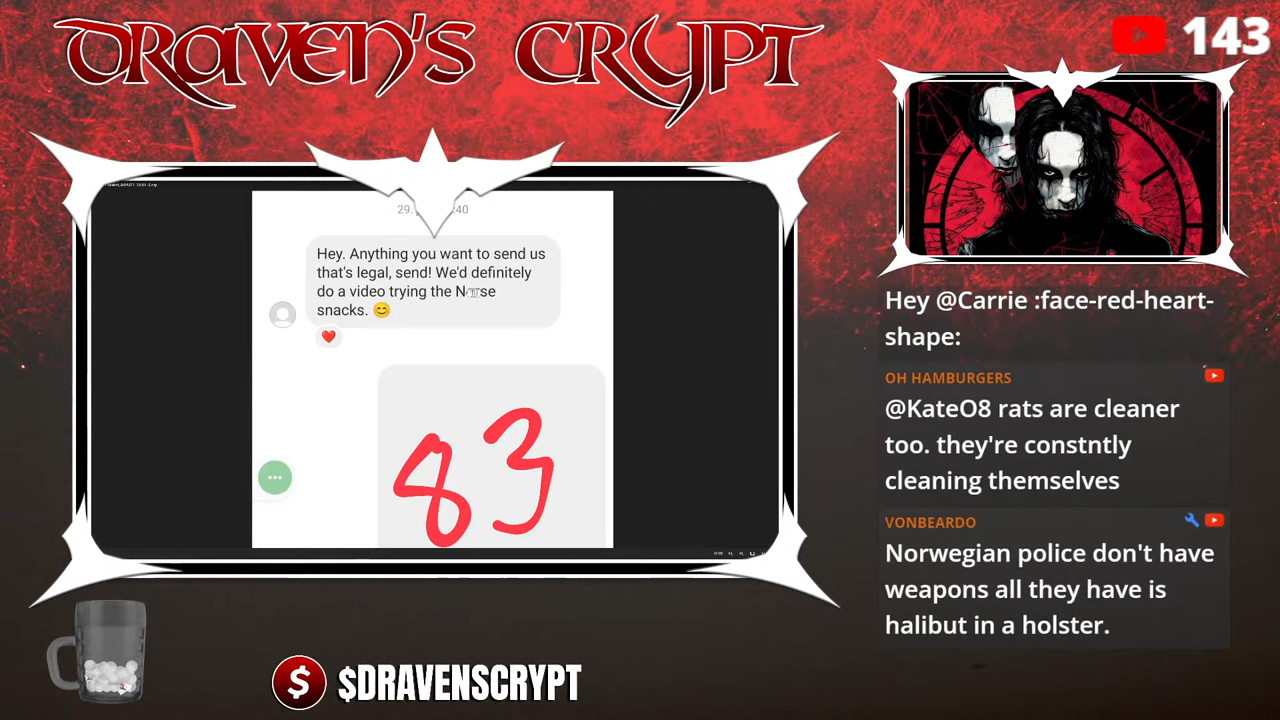 DRAVEN'S CRYPT
143
Hey. Anything you want to send us
that's legal, send! We'd definitely
do a video trying the Norse
snacks. 😊
83
Hey @Carrie :face-red-heart-
shape:
OH HAMBURGERS
@KateO8 rats are cleaner
too. they're constntly
cleaning themselves
VONBEARDO
Norwegian police don't have
weapons all they have is
halibut in a holster.
$ $DRAVENSCRYPT